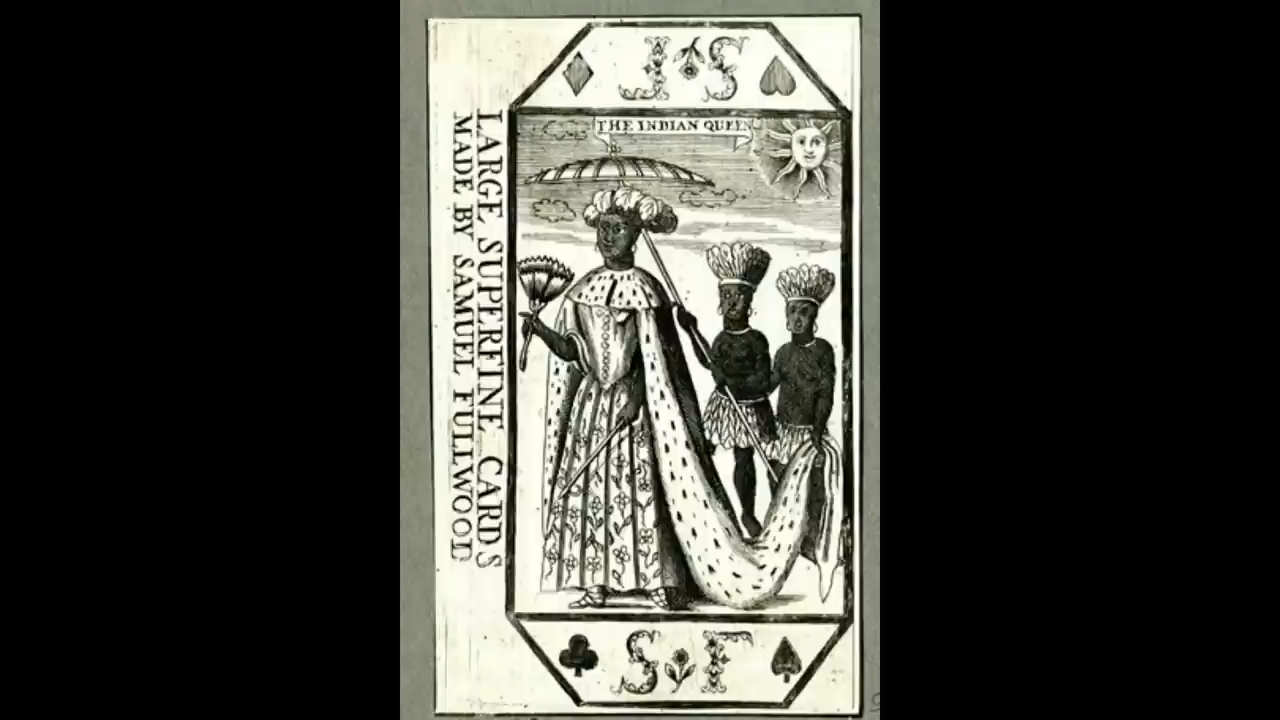 J S
THE INDIAN QUEEN
LARGE SUPERFINE CARDS
MADE BY SAMUEL FULLWOOD
S F